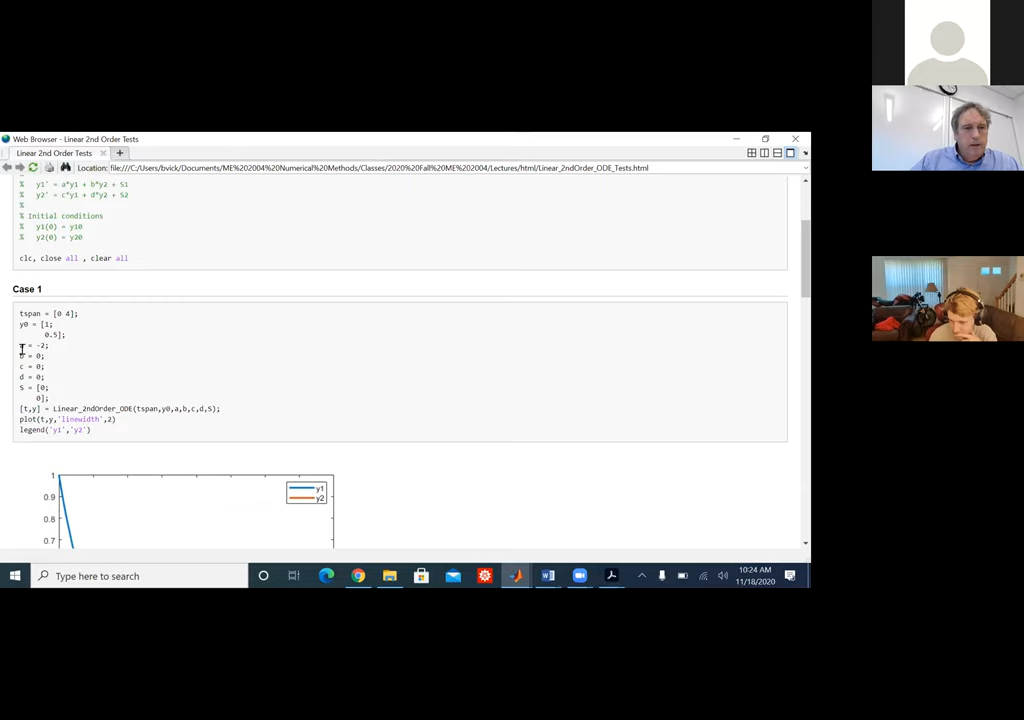 Web Browser - Linear 2nd Order Tests
Linear 2nd Order Tests
Location: file:///C:/Users/bvick/Documents/ME%202004%20Numerical%20Methods/Classes/2020%20Fall%20ME%202004/Lectures/html/Linear_2ndOrder_ODE_Tests.html
% y1' = a*y1 + b*y2 + S1
% y2' = c*y1 + d*y2 + S2
%
% Initial conditions
% y1(0) = y10
% y2(0) = y20
clc, close all , clear all
Case 1
tspan = [0 4];
y0 = [1;
0.5];
= -2;
b = 0;
c = 0;
d = 0;
S = [0;
0];
[t,y] = Linear_2ndOrder_ODE(tspan,y0,a,b,c,d,S);
plot(t,y,'linewidth',2)
legend('y1','y2')
1
0.9
0.8
0.7
y1
y2
Type here to search
10:24 AM
11/18/2020